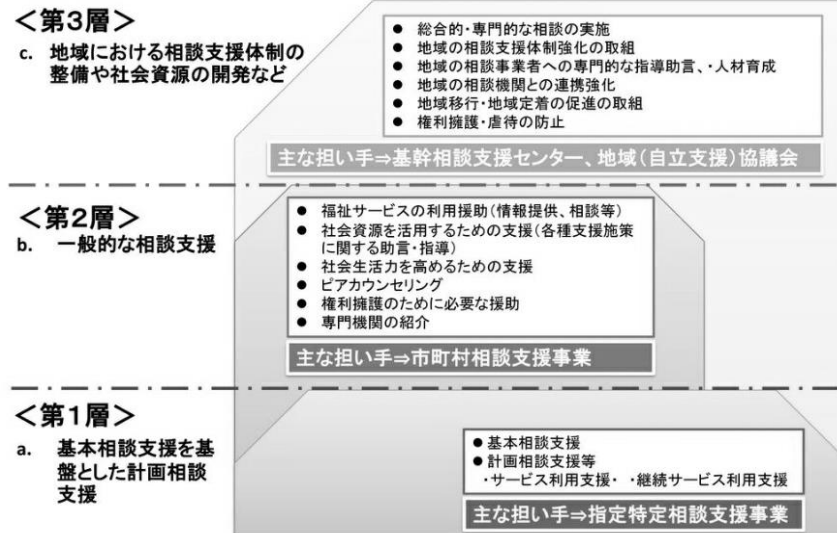 ＜第3層＞
c. 地域における相談支援体制の
整備や社会資源の開発など
● 総合的・専門的な相談の実施
● 地域の相談支援体制強化の取組
● 地域の相談事業者への専門的な指導助言、・人材育成
● 地域の相談機関との連携強化
● 地域移行・地域定着の促進の取組
● 権利擁護・虐待の防止
主な担い手⇒基幹相談支援センター、地域(自立支援)協議会
＜第2層＞
b. 一般的な相談支援
● 福祉サービスの利用援助(情報提供、相談等)
● 社会資源を活用するための支援(各種支援施策
に関する助言・指導)
● 社会生活力を高めるための支援
● ピアカウンセリング
● 権利擁護のために必要な援助
● 専門機関の紹介
主な担い手⇒市町村相談支援事業
＜第1層＞
a. 基本相談支援を基
盤とした計画相談
支援
● 基本相談支援
● 計画相談支援等
・サービス利用支援・ ・継続サービス利用支援
主な担い手⇒指定特定相談支援事業